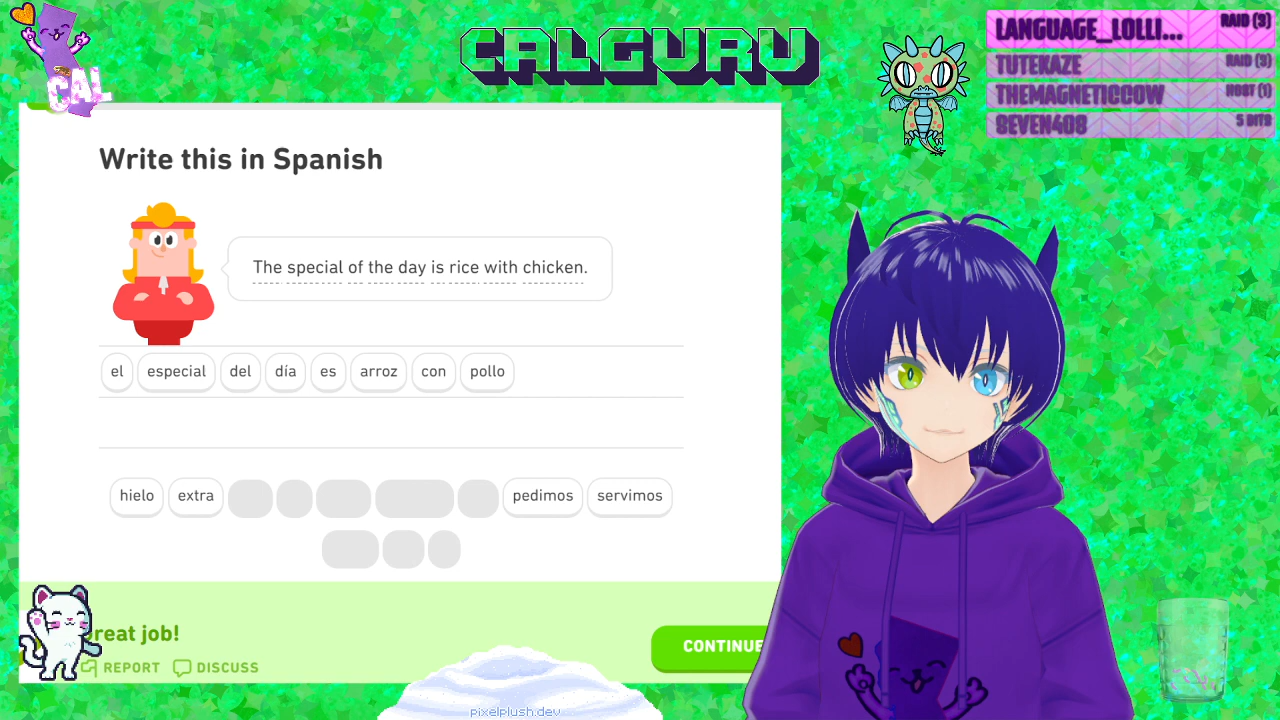 CAL
CALGURU
LANGUAGE_LOLLI... RAID (3)
TUTEKAZE RAID (3)
THEMAGNETICCOW HOST (1)
SEVEN408 5 BITS
Write this in Spanish
The special of the day is rice with chicken.
el especial del día es arroz con pollo
hielo extra pedimos servimos
reat job!
REPORT DISCUSS
CONTINUE
pixelplush.dev